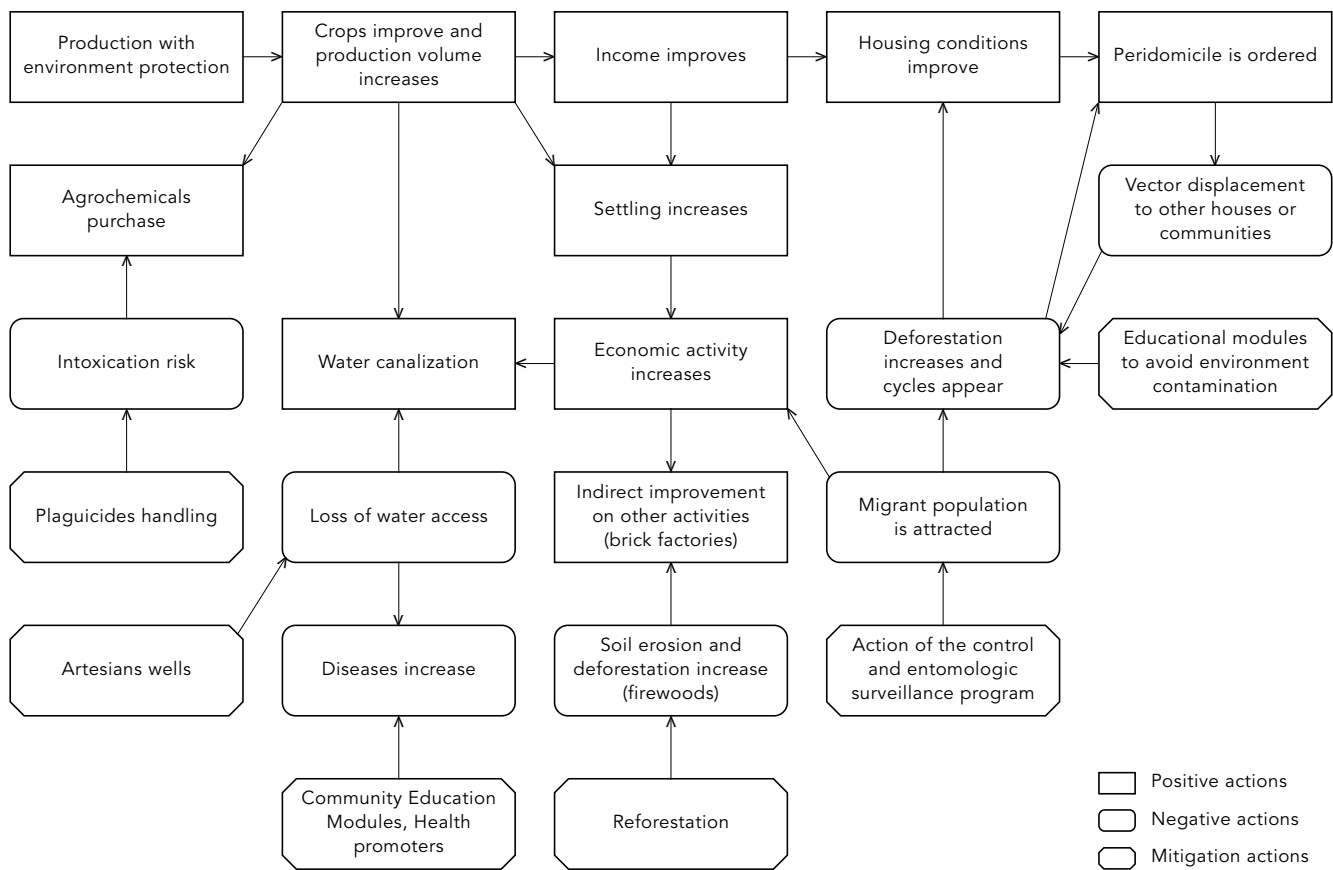 Production with
environment protection
Crops improve and
production volume
increases
Income improves
Housing conditions
improve
Peridomicile is ordered
Agrochemicals
purchase
Settling increases
Vector displacement
to other houses or
communities
Intoxication risk
Water canalization
Economic activity
increases
Deforestation
increases and
cycles appear
Educational modules
to avoid environment
contamination
Plaguicides handling
Loss of water access
Indirect improvement
on other activities
(brick factories)
Migrant population
is attracted
Artesians wells
Diseases increase
Soil erosion and
deforestation increase
(firewoods)
Action of the control
and entomologic
surveillance program
Community Education
Modules, Health
promoters
Reforestation
Positive actions
Negative actions
Mitigation actions